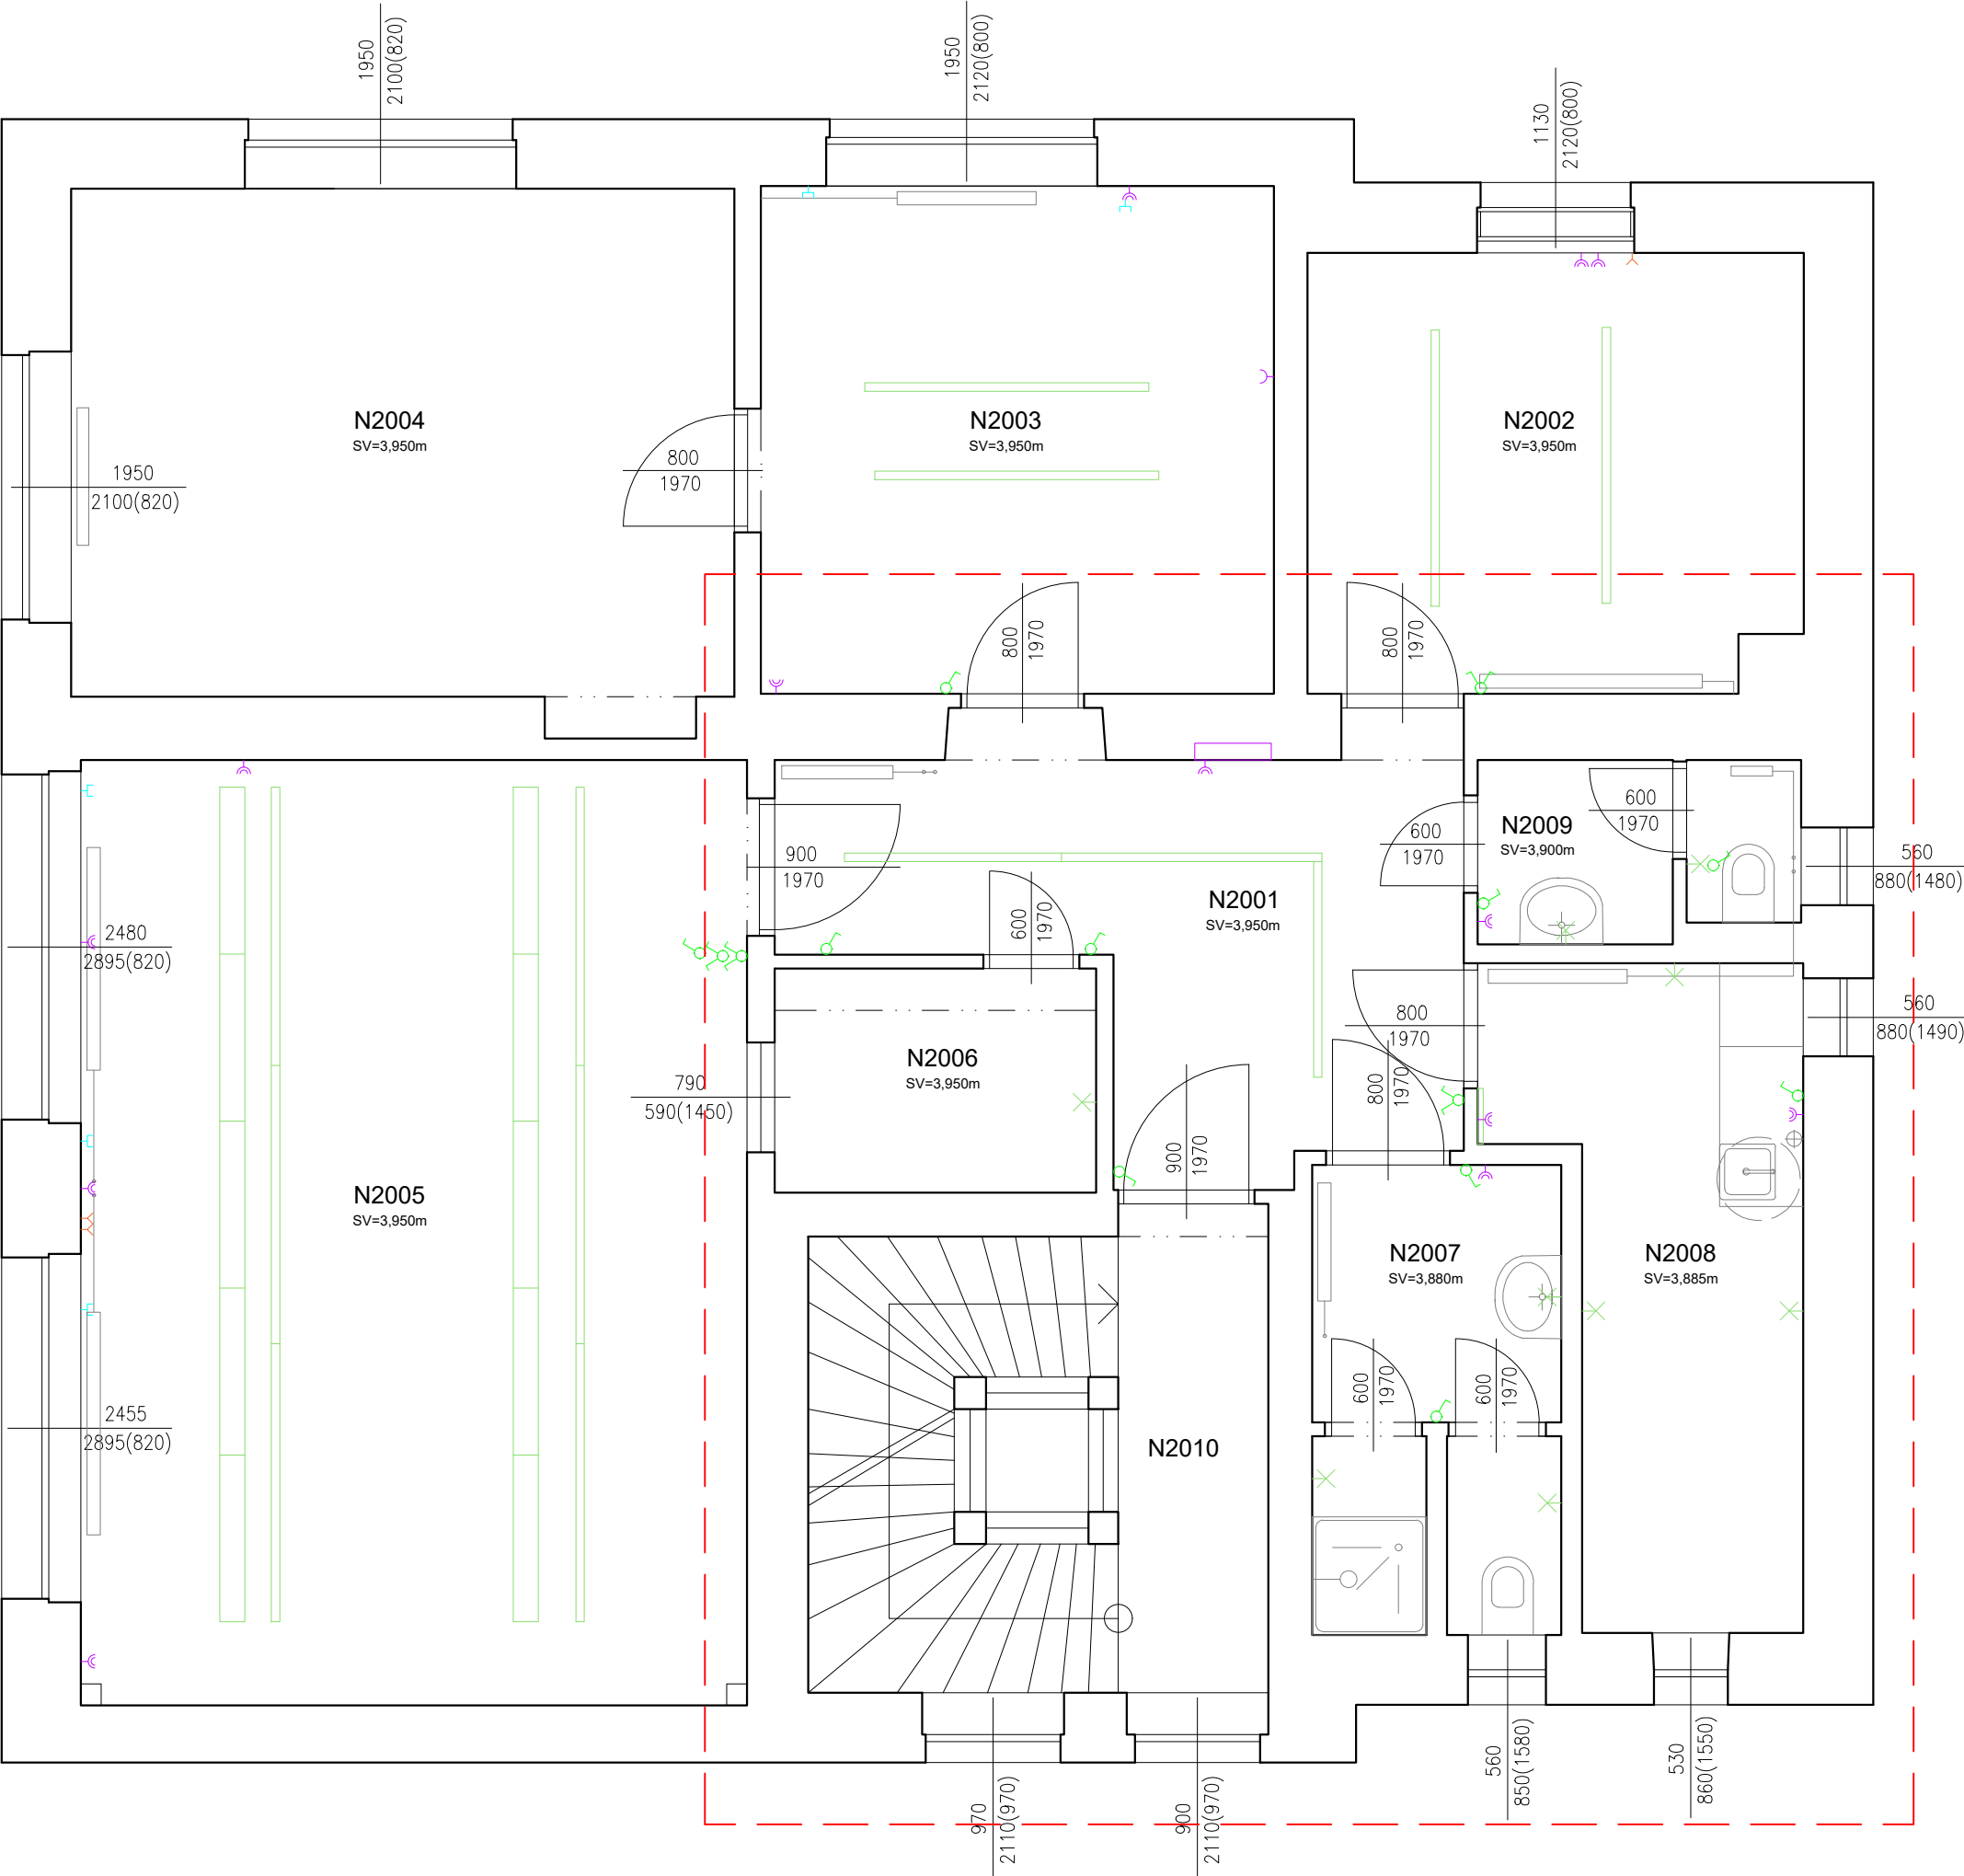 1950
2100(820)
1950
2120(800)
1130
2120(800)
N2004
SV=3,950m
N2003
SV=3,950m
N2002
SV=3,950m
1950
2100(820)
800
1970
800
1970
800
1970
900
1970
600
1970
N2001
SV=3,950m
600
1970
N2009
SV=3,900m
600
1970
560
880(1480)
2480
2895(820)
800
1970
560
880(1490)
N2006
SV=3,950m
790
590(1450)
800
1970
900
1970
N2005
SV=3,950m
N2007
SV=3,880m
N2008
SV=3,885m
600
1970
600
1970
2455
2895(820)
N2010
970
2110(970)
900
2110(970)
560
850(1580)
530
860(1550)